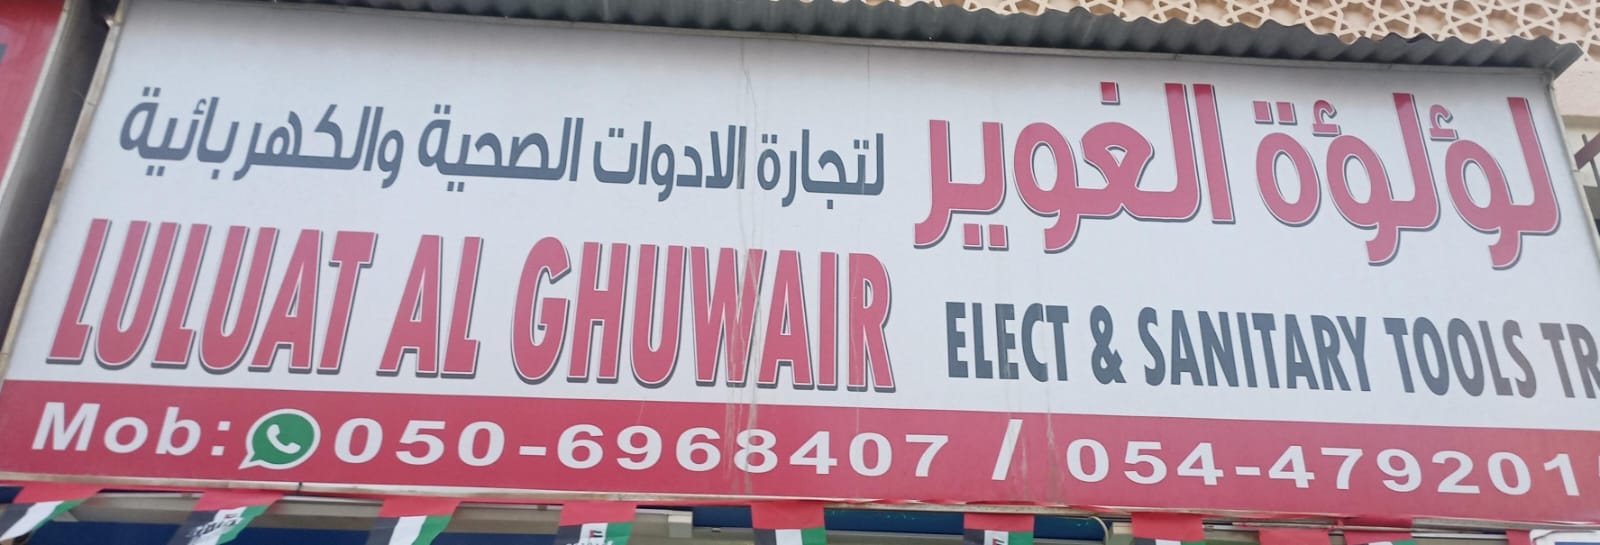 لؤلؤة الغوير
لتجارة الادوات الصحية والكهربائية
LULUAT AL GHUWAIR
ELECT & SANITARY TOOLS TR
Mob: 050-6968407 / 054-479201